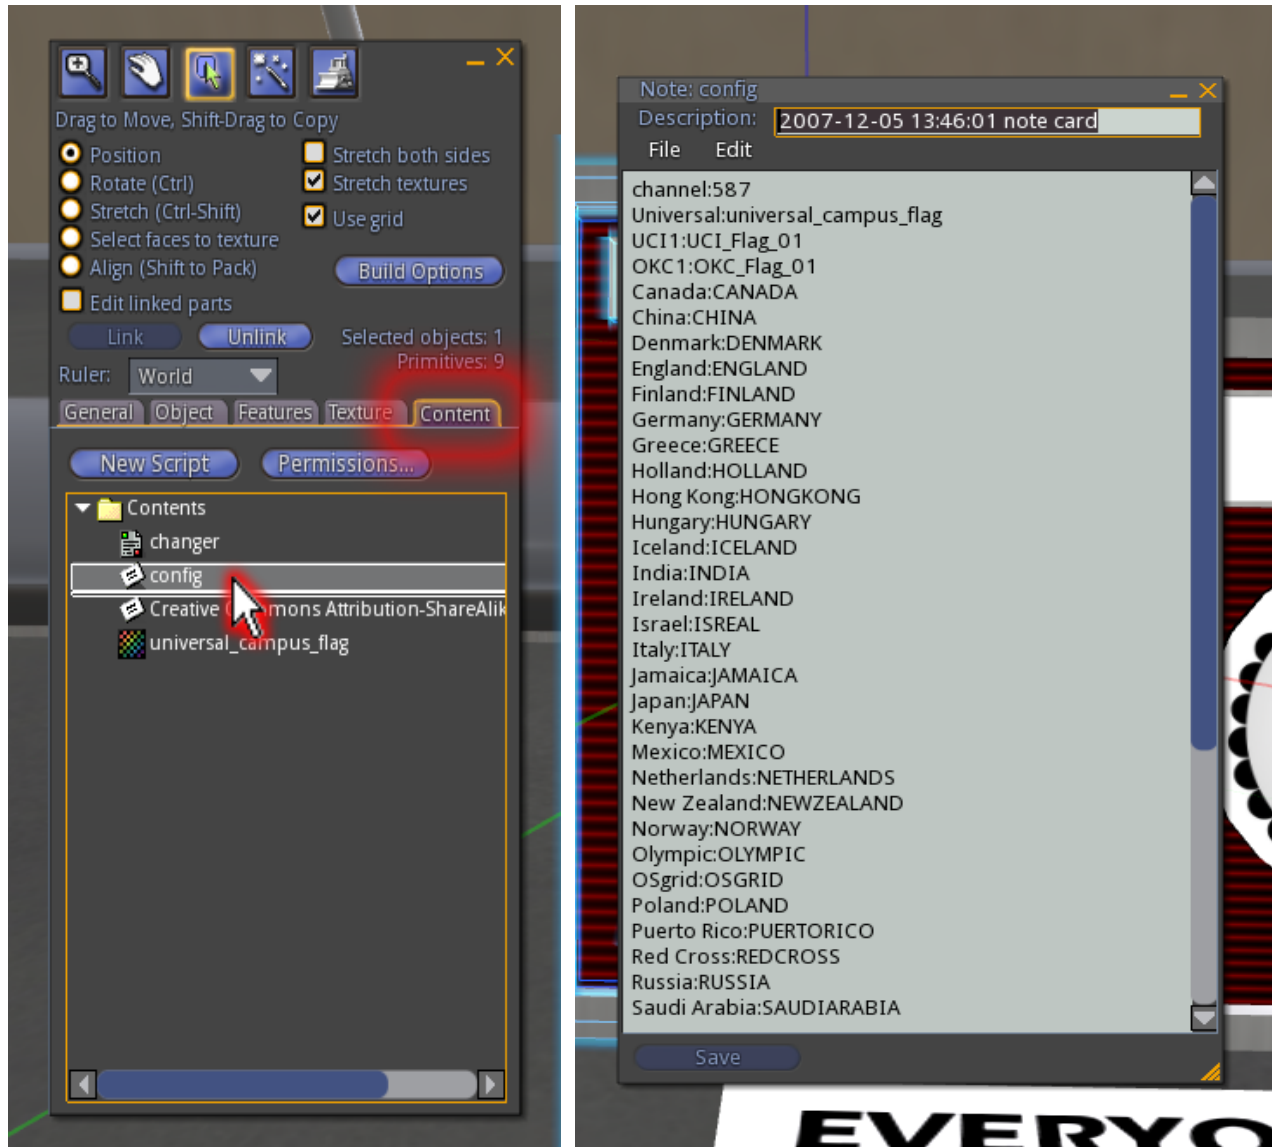 Drag to Move, Shift-Drag to Copy
Position
Stretch both sides
Rotate (Ctrl)
Stretch textures
Stretch (Ctrl-Shift)
Use grid
Select faces to texture
Align (Shift to Pack)
Build Options
Edit linked parts
Link Unlink Selected objects: 1
Primitives: 9
Ruler: World
General Object Features Texture Content
New Script Permissions...
Contents
changer
config
Creative Commons Attribution-ShareAlik
universal_campus_flag
Note: config
Description: 2007-12-05 13:46:01 note card
File Edit
channel:587
Universal:universal_campus_flag
UCI1:UCI_Flag_01
OKC1:OKC_Flag_01
Canada:CANADA
China:CHINA
Denmark:DENMARK
England:ENGLAND
Finland:FINLAND
Germany:GERMANY
Greece:GREECE
Holland:HOLLAND
Hong Kong:HONGKONG
Hungary:HUNGARY
Iceland:ICELAND
India:INDIA
Ireland:IRELAND
Israel:ISREAL
Italy:ITALY
Jamaica:JAMAICA
Japan:JAPAN
Kenya:KENYA
Mexico:MEXICO
Netherlands:NETHERLANDS
New Zealand:NEWZEALAND
Norway:NORWAY
Olympic:OLYMPIC
OSgrid:OSGRID
Poland:POLAND
Puerto Rico:PUERTORICO
Red Cross:REDCROSS
Russia:RUSSIA
Saudi Arabia:SAUDIARABIA
Save
EVERYO